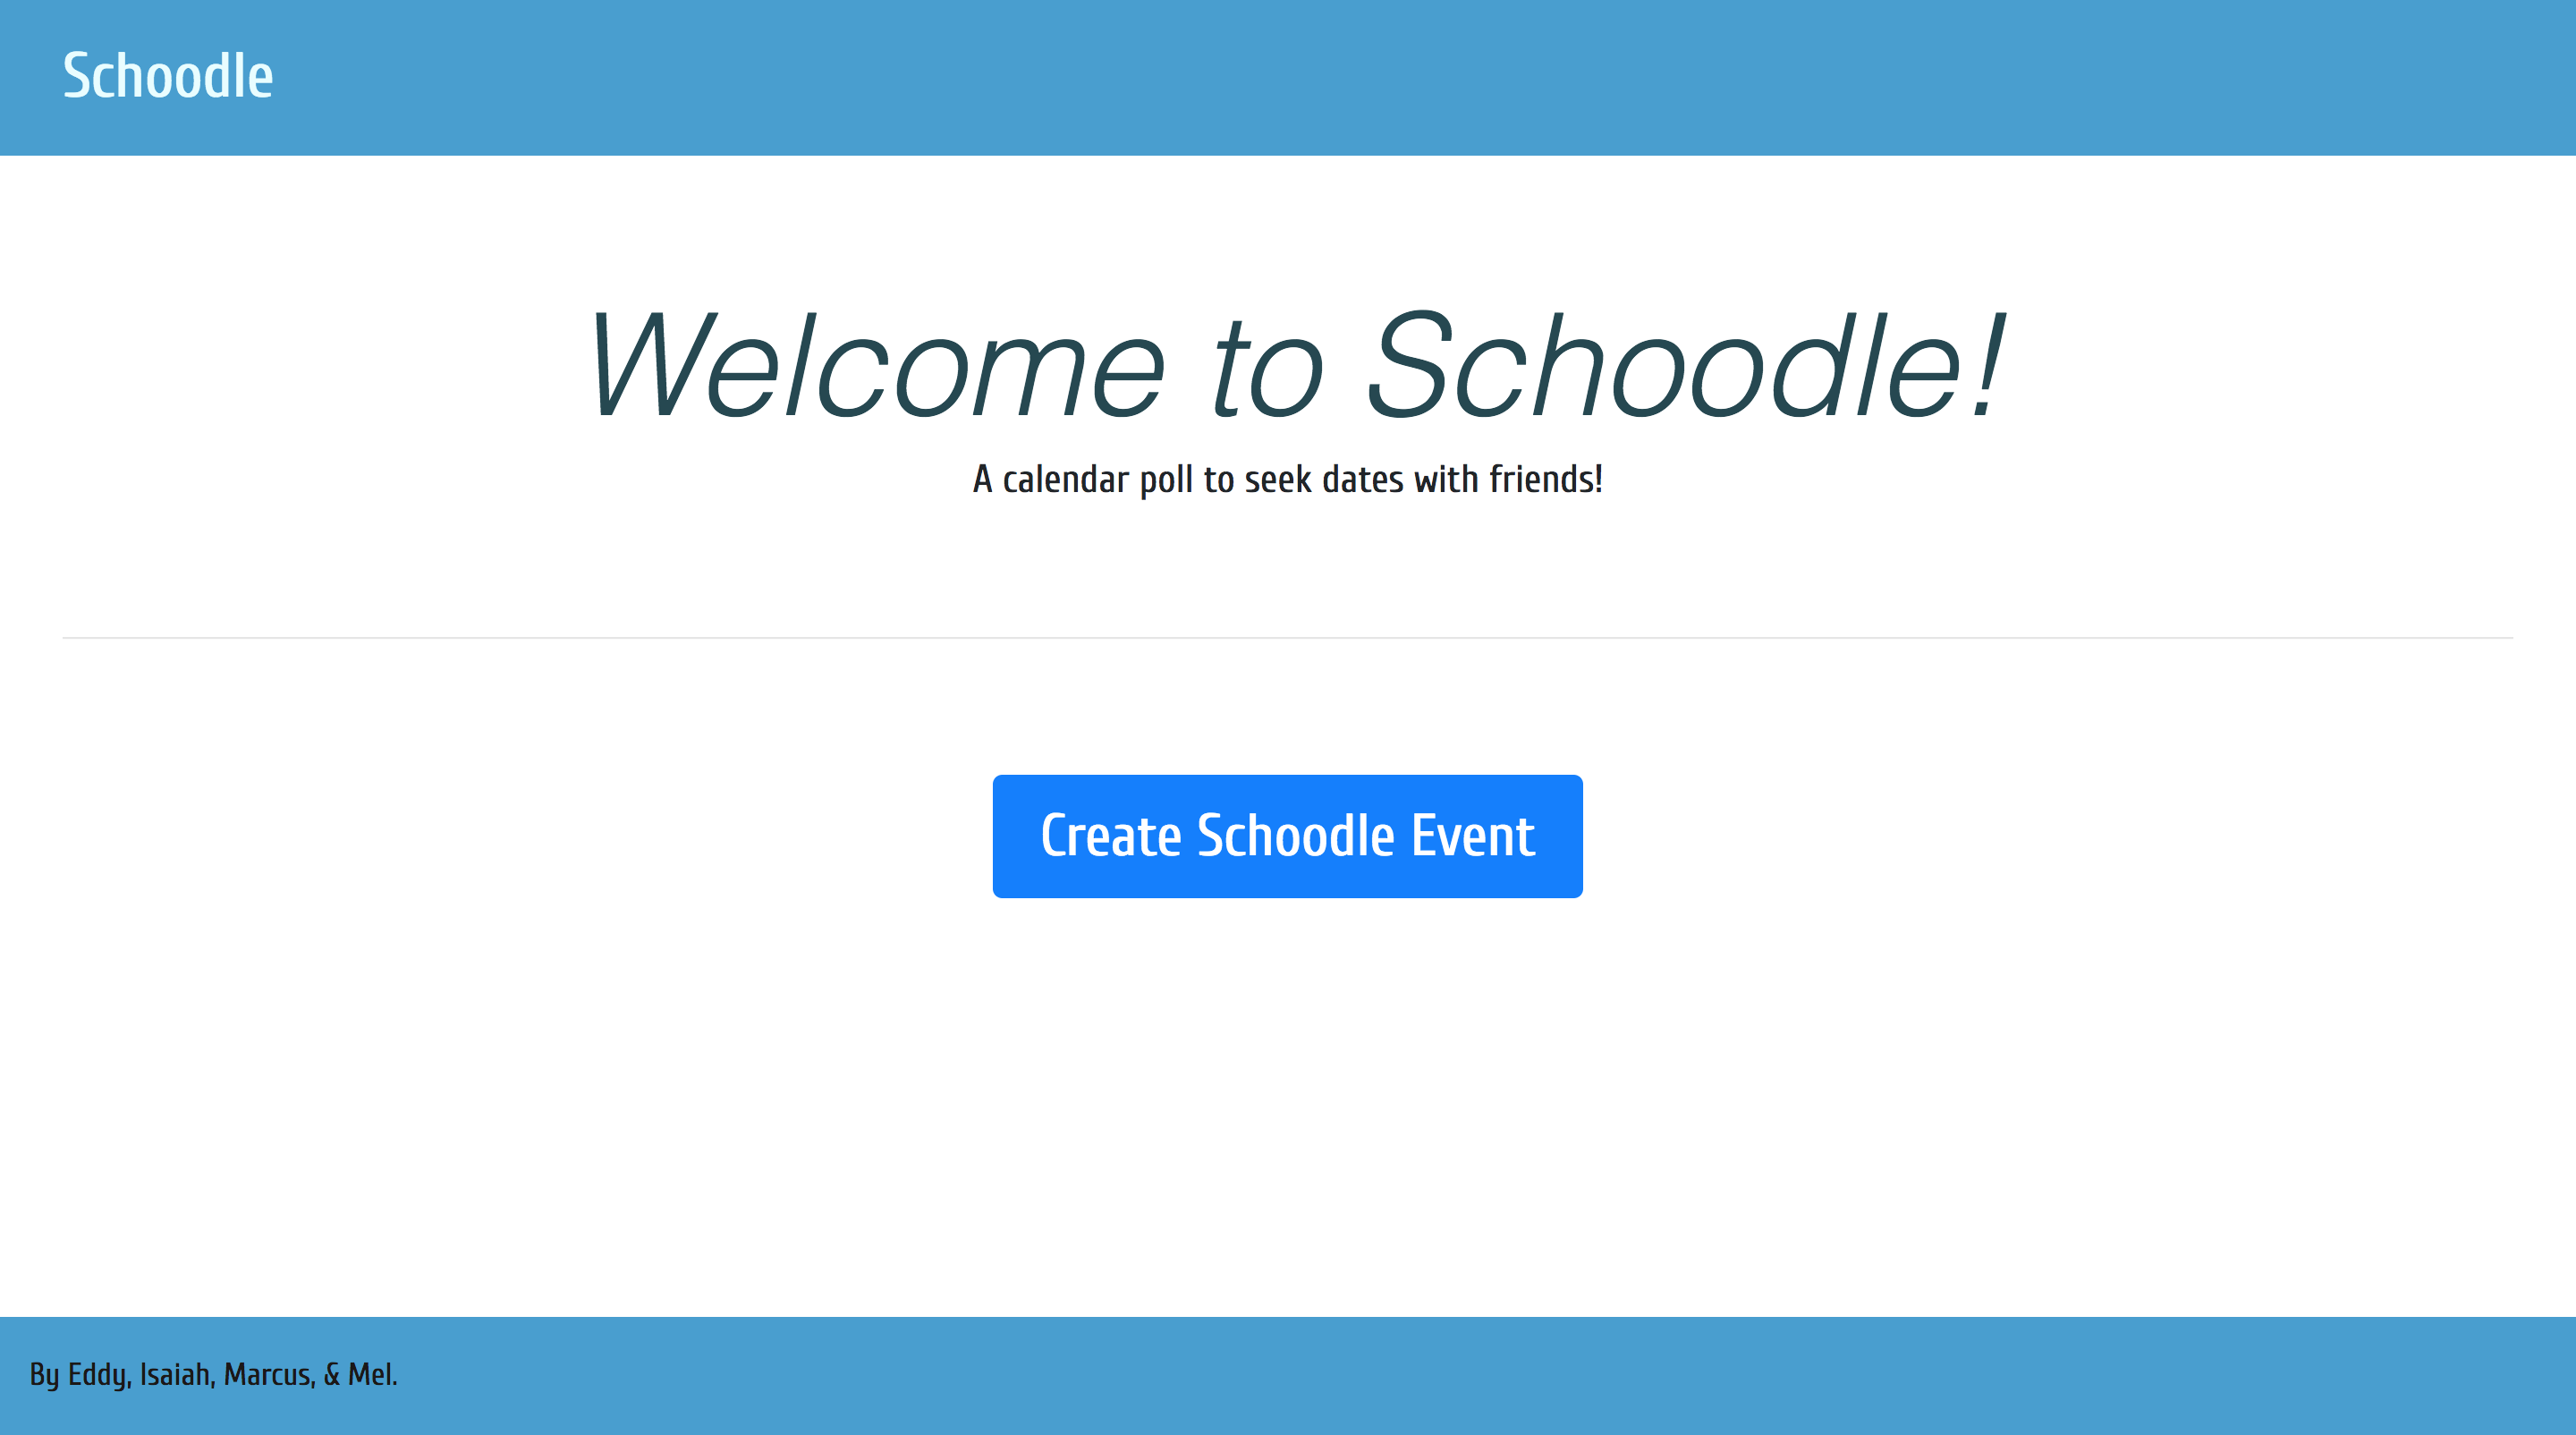 Schoodle
Welcome to Schoodle!
A calendar poll to seek dates with friends!
Create Schoodle Event
By Eddy, Isaiah, Marcus, & Mel.